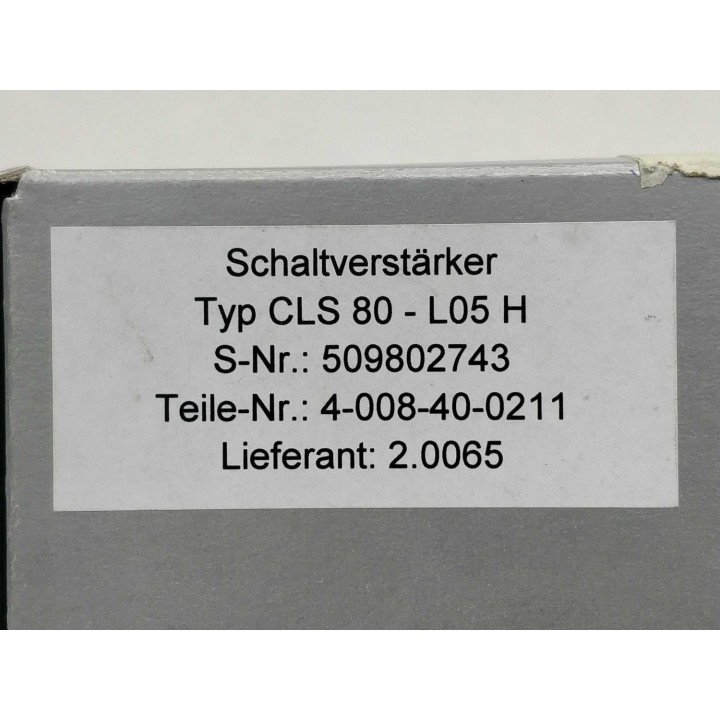 Schaltverstärker
Typ CLS 80 - L05 H
S-Nr.: 509802743
Teile-Nr.: 4-008-40-0211
Lieferant: 2.0065